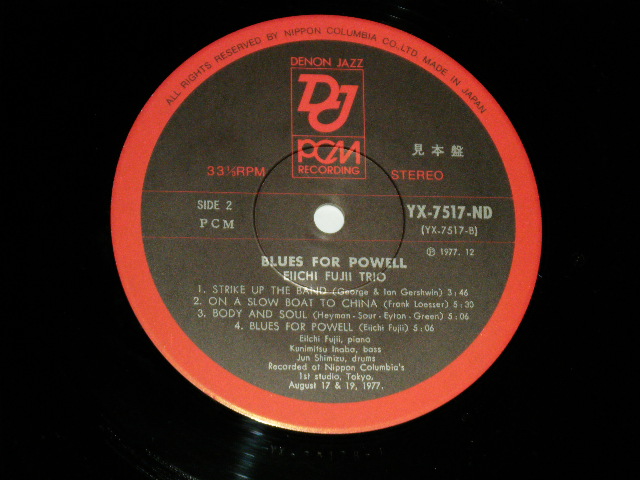 ALL RIGHTS RESERVED BY NIPPON COLUMBIA CO., LTD. MADE IN JAPAN
DENON JAZZ
DJ
PCM
RECORDING
見本盤
33⅓RPM
STEREO
SIDE 2
PCM
YX-7517-ND
(YX-7517-B)
Ⓟ 1977. 12
BLUES FOR POWELL
EIICHI FUJII TRIO
1. STRIKE UP THE BAND (George & Ian Gershwin) 3:46
2. ON A SLOW BOAT TO CHINA (Frank Loesser) 5:30
3. BODY AND SOUL (Heyman-Sour-Eyton-Green) 5:06
4. BLUES FOR POWELL (Eiichi Fujii) 5:06
Eiichi Fujii, piano
Kunimitsu Inaba, bass
Jun Shimizu, drums
Recorded at Nippon Columbia's
1st studio, Tokyo,
August 17 & 19, 1977.